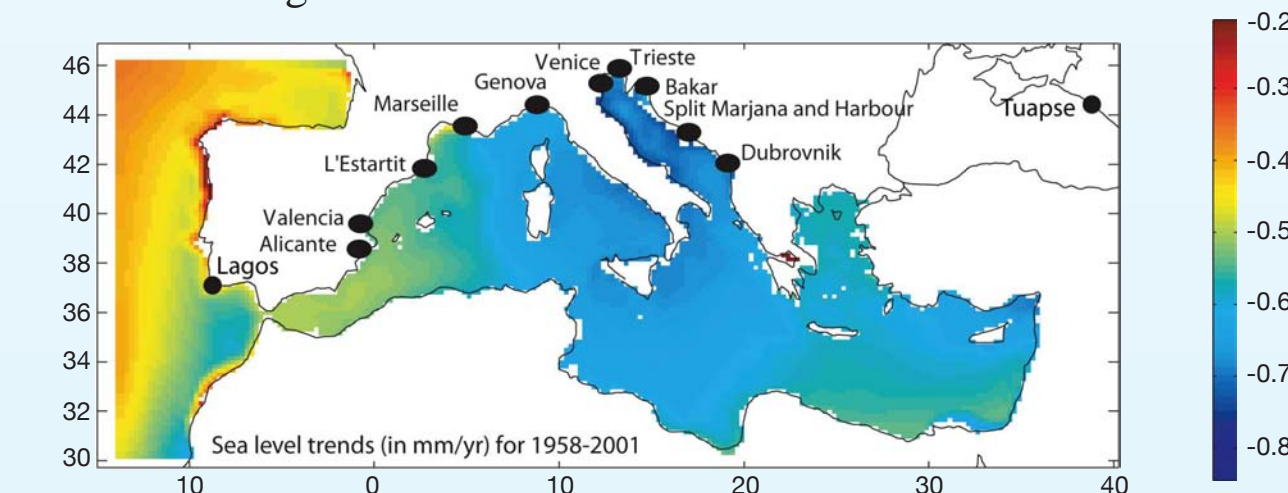 -0.2
46
Venice
Trieste
Genova
Bakar
-0.3
Marseille
Split Marjana and Harbour
Tuapse
44
L'Estartit
Dubrovnik
42
-0.4
Valencia
40
Alicante
-0.5
38
Lagos
-0.6
36
34
-0.7
32
Sea level trends (in mm/yr) for 1958-2001
-0.8
30
10
0
10
20
30
40